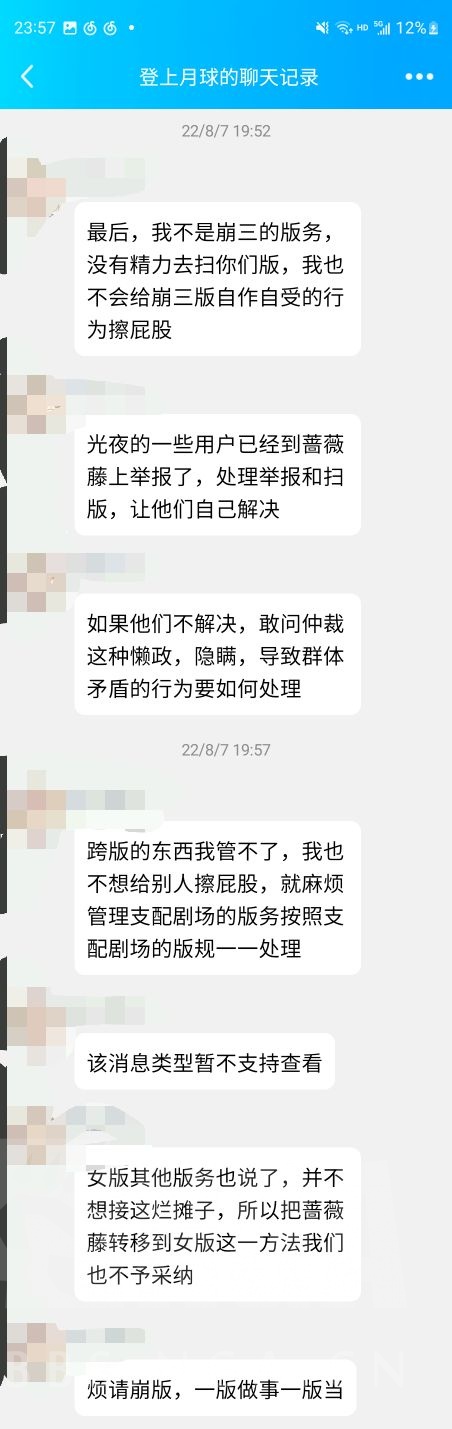 23:57
HD 5G 12%
登上月球的聊天记录
22/8/7 19:52
最后，我不是崩三的版务，
没有精力去扫你们版，我也
不会给崩三版自作自受的行
为擦屁股
光夜的一些用户已经到蔷薇
藤上举报了，处理举报和扫
版，让他们自己解决
如果他们不解决，敢问仲裁
这种懒政，隐瞒，导致群体
矛盾的行为要如何处理
22/8/7 19:57
跨版的东西我管不了，我也
不想给别人擦屁股，就麻烦
管理支配剧场的版务按照支
配剧场的版规一一处理
该消息类型暂不支持查看
女版其他版务也说了，并不
想接这烂摊子，所以把蔷薇
藤转移到女版这一方法我们
也不予采纳
烦请崩版，一版做事一版当